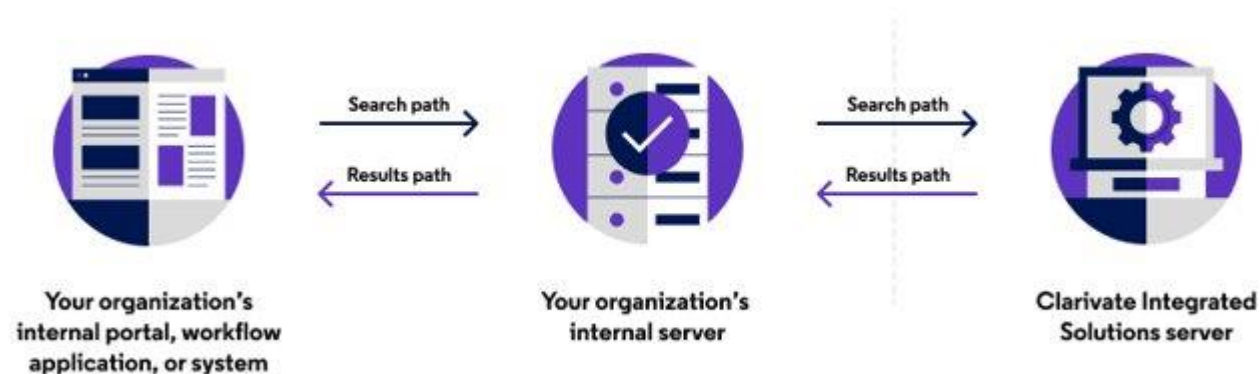 Search path
Results path
Search path
Results path
Your organization's
internal portal, workflow
application, or system
Your organization's
internal server
Clarivate Integrated
Solutions server